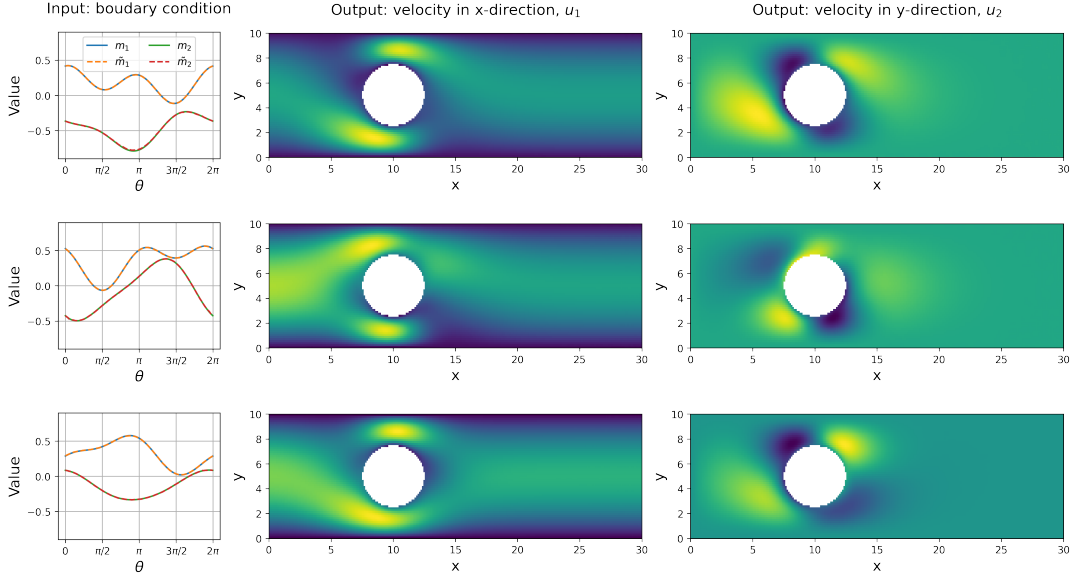 Input: boudary condition
Output: velocity in x-direction, u₁
Output: velocity in y-direction, u₂
m₁ m₂
m̃₁ m̃₂
Value
0.5
0.0
−0.5
0 π/2 π 3π/2 2π
θ
y
10
8
6
4
2
0
0 5 10 15 20 25 30
x
y
10
8
6
4
2
0
0 5 10 15 20 25 30
x
Value
0.5
0.0
−0.5
0 π/2 π 3π/2 2π
θ
y
10
8
6
4
2
0
0 5 10 15 20 25 30
x
y
10
8
6
4
2
0
0 5 10 15 20 25 30
x
Value
0.5
0.0
−0.5
0 π/2 π 3π/2 2π
θ
y
10
8
6
4
2
0
0 5 10 15 20 25 30
x
y
10
8
6
4
2
0
0 5 10 15 20 25 30
x